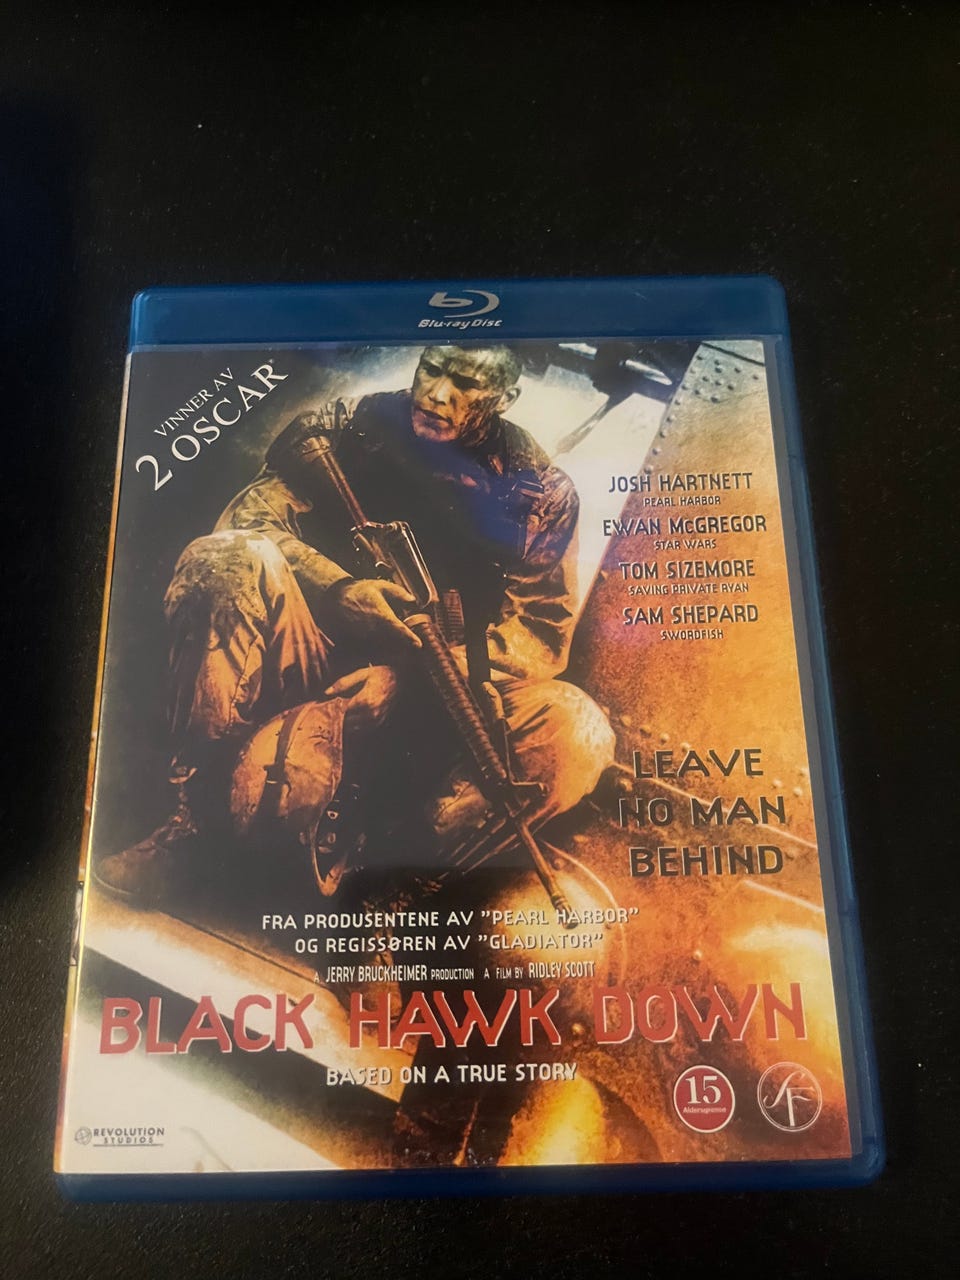 Blu-ray Disc
VINNER AV
2 OSCAR
JOSH HARTNETT
PEARL HARBOR
EWAN McGREGOR
STAR WARS
TOM SIZEMORE
SAVING PRIVATE RYAN
SAM SHEPARD
SWORDFISH
LEAVE
NO MAN
BEHIND
FRA PRODUSENTENE AV "PEARL HARBOR"
OG REGISSØREN AV "GLADIATOR"
A JERRY BRUCKHEIMER PRODUCTION A FILM BY RIDLEY SCOTT
BLACK HAWK DOWN
BASED ON A TRUE STORY
15
Aldersgrense
SF
REVOLUTION
STUDIOS